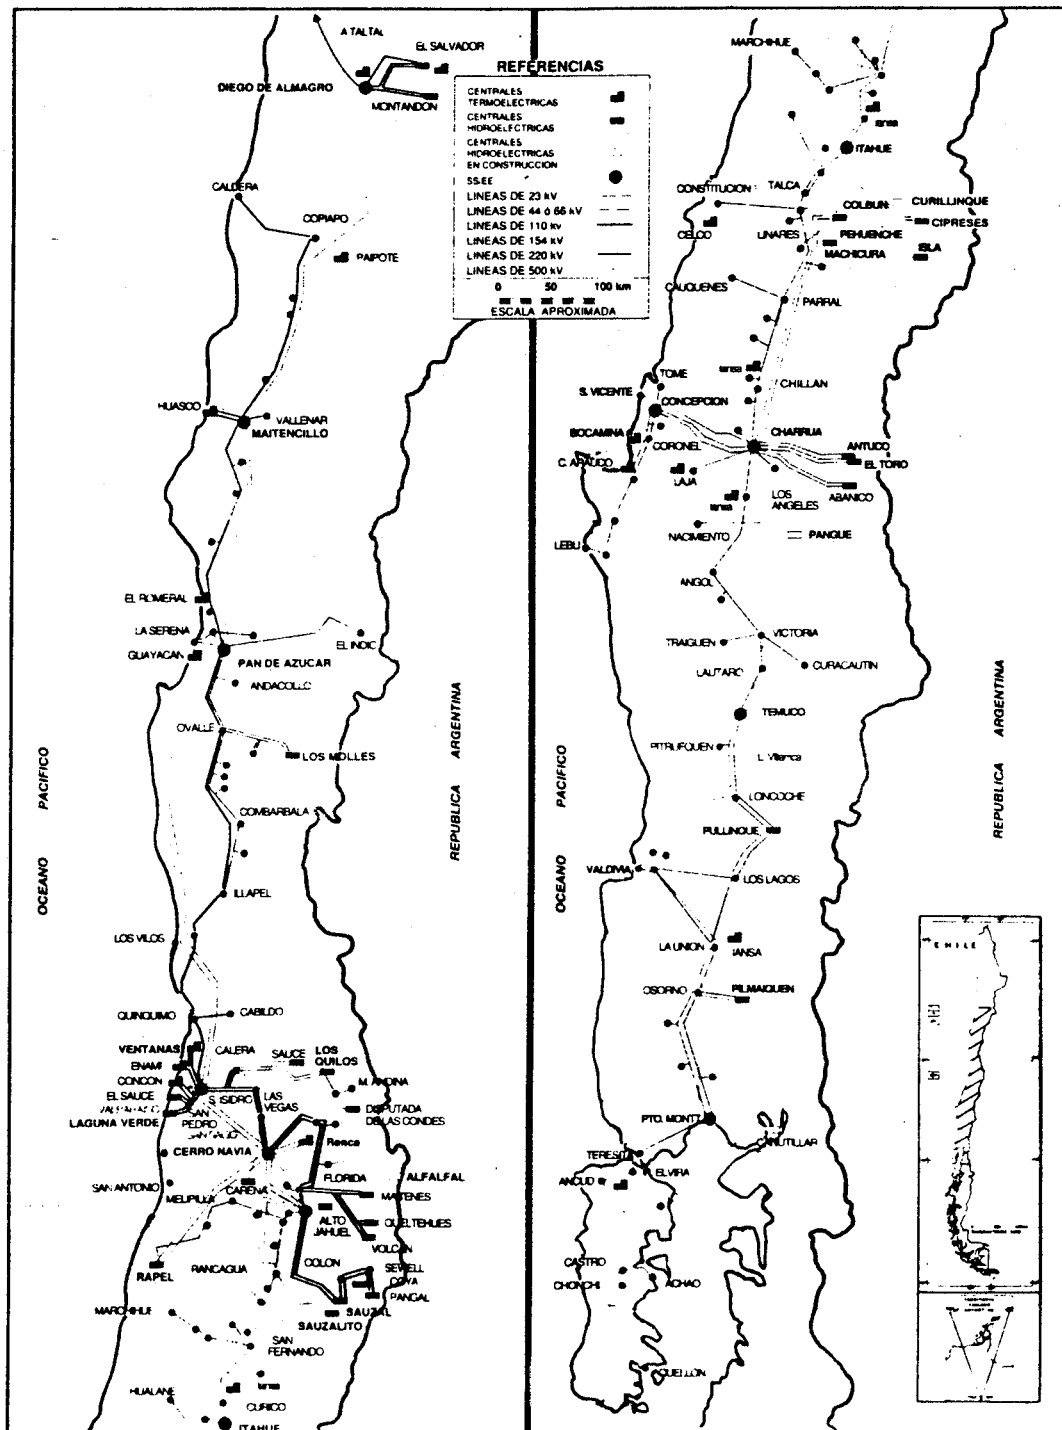 A TALTAL
EL SALVADOR
DIEGO DE ALMAGRO
MONTANDON
REFERENCIAS
CENTRALES
TERMOELECTRICAS
CENTRALES
HIDROELECTRICAS
CENTRALES
HIDROELECTRICAS
EN CONSTRUCCION
SS.EE
LINEAS DE 23 kV
LINEAS DE 44 ó 66 kV
LINEAS DE 110 kv
LINEAS DE 154 kV
LINEAS DE 220 kV
LINEAS DE 500 kV
0 50 100 km
ESCALA APROXIMADA
CALDERA
COPIAPO
PAIPOTE
HUASCO
VALLENAR
MAITENCILLO
EL ROMERAL
LA SERENA
GUAYACAN
EL INDIO
PAN DE AZUCAR
ANDACOLLO
OVALLE
LOS MOLLES
COMBARBALA
ILLAPEL
LOS VILOS
OCEANO PACIFICO
REPUBLICA ARGENTINA
QUINQUIMO
CABILDO
VENTANAS
CALERA
SAUCE
LOS
QUILOS
ENAMI
CONCON
S. ISIDRO
LAS
VEGAS
M. ANDINA
EL SAUCE
VALPARAISO
SAN
PEDRO
DISPUTADA
DE LAS CONDES
LAGUNA VERDE
SANTIAGO
CERRO NAVIA
Renca
SAN ANTONIO
MELIPILLA
CARENA
FLORIDA
ALFALFAL
MAITENES
ALTO
JAHUEL
QUELTEHUES
VOLCAN
RAPEL
RANCAGUA
COLON
SEWELL
COYA
PANGAL
MARCHIHUE
SAUZAL
SAUZALITO
SAN
FERNANDO
HUALAÑE
CURICO
ITAHUE
MARCHIHUE
iansa
ITAHUE
CONSTITUCION
TALCA
COLBUN
CURILLINQUE
CIPRESES
CELCO
LINARES
PEHUENCHE
MACHICURA
ISLA
CAUQUENES
PARRAL
iansa
CHILLAN
TOME
S. VICENTE
CONCEPCION
BOCAMINA
CORONEL
CHARRUA
ANTUCO
EL TORO
C. ARAUCO
LAJA
ABANICO
iansa
LOS
ANGELES
NACIMIENTO
PANGUE
LEBU
ANGOL
TRAIGUEN
VICTORIA
LAUTARO
CURACAUTIN
TEMUCO
PITRUFQUEN
L. Villarrica
LONCOCHE
PULLINQUE
VALDIVIA
LOS LAGOS
LA UNION
IANSA
OSORNO
PILMAIQUEN
OCEANO PACIFICO
REPUBLICA ARGENTINA
PTO. MONTT
CANUTILLAR
TERESITA
ELVIRA
ANCUD
CASTRO
CHONCHI
ACHAO
QUELLON
CHILE